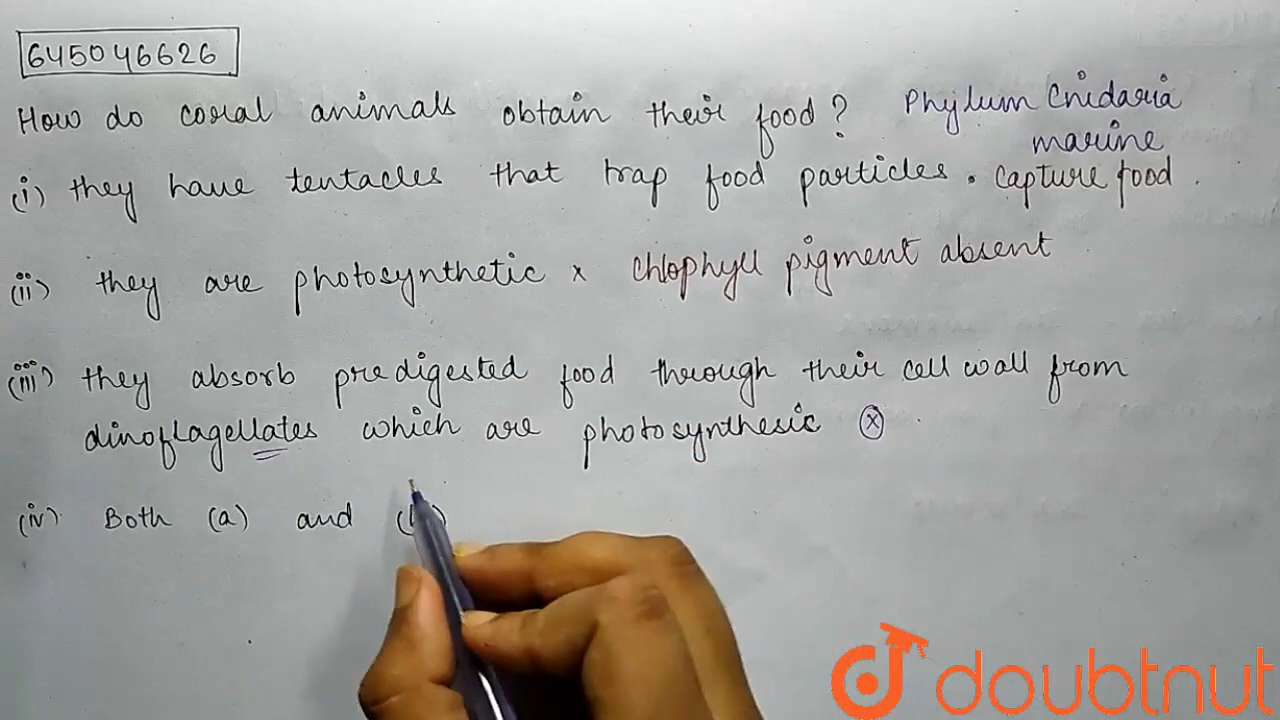 645046626
How do coral animals obtain their food? Phylum Cnidaria
marine
(i) they have tentacles that trap food particles. Capture food.
(ii) they are photosynthetic x chlophyll pigment absent
(iii) they absorb predigested food through their cell wall from
dinoflagellates which are photosynthesic x
(iv) Both (a) and
doubtnut